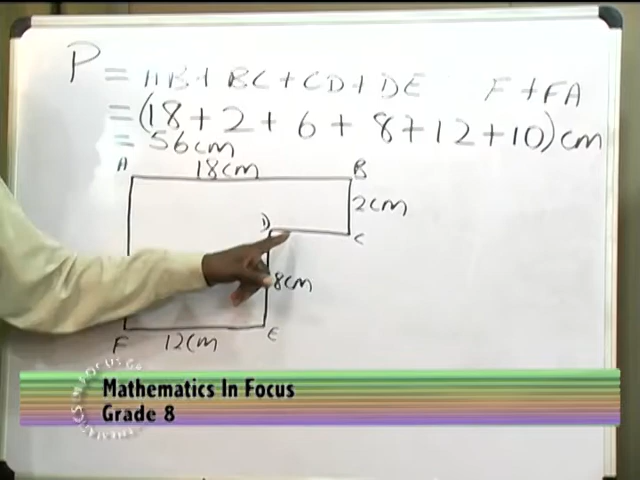 P = AB + BC + CD + DE F + FA
= (18 + 2 + 6 + 8 + 12 + 10) cm
= 56cm
A 18cm B
2cm
D C
8cm
F 12cm E
Mathematics In Focus
Grade 8